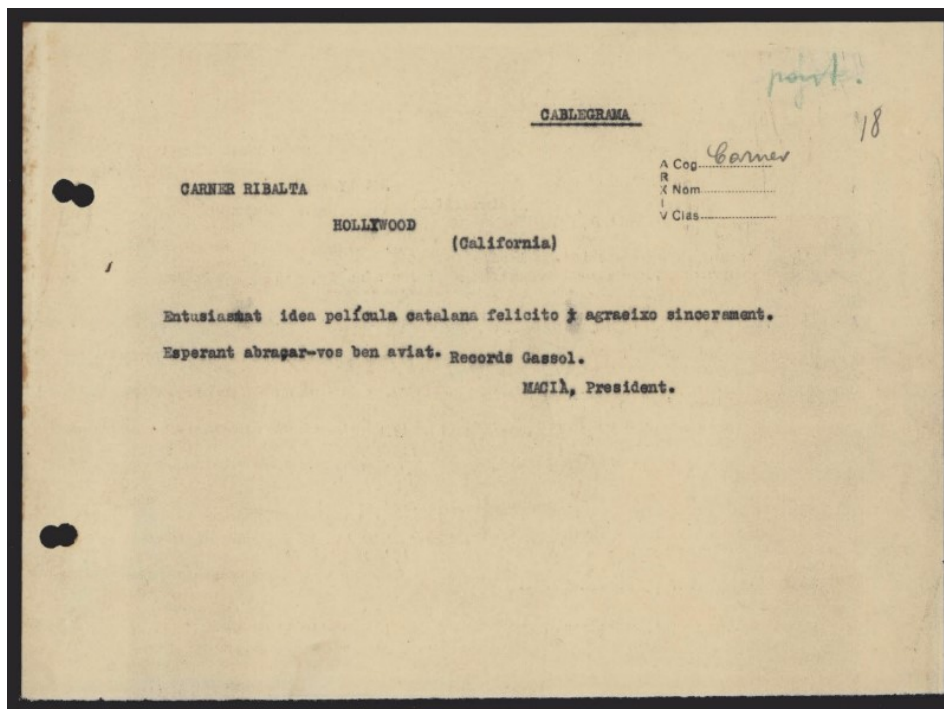 CABLEGRAMA
18
A Cog Carner
R
X Nom
I
V Clas
CARNER RIBALTA
HOLLYWOOD
(California)
Entusiasmat idea película catalana felicito i agraeixo sincerament.
Esperant abraçar-vos ben aviat. Records Gassol.
MACIÀ, President.